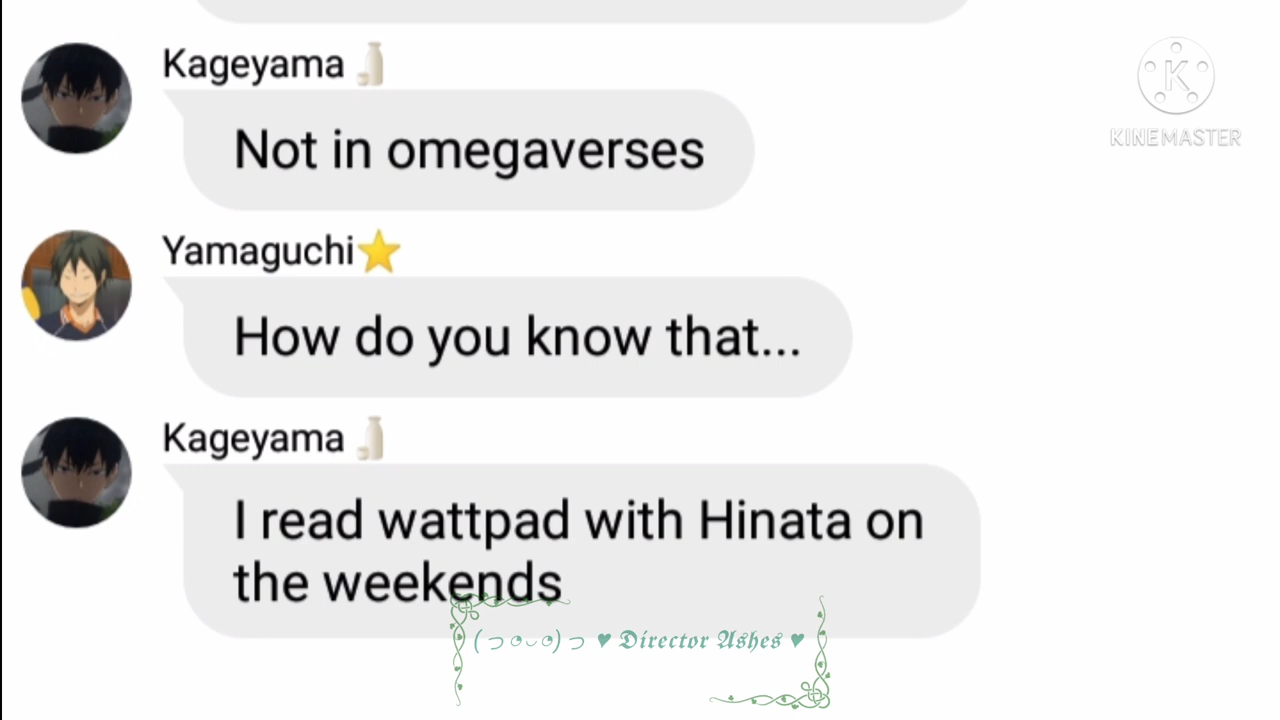 Kageyama🍶
Not in omegaverses
K
KINEMASTER
Yamaguchi⭐
How do you know that...
Kageyama🍶
I read wattpad with Hinata on
the weekends
(っ◔◡◔)っ ♥ 𝕯𝖎𝖗𝖊𝖈𝖙𝖔𝖗 𝕬𝖘𝖍𝖊𝖘 ♥